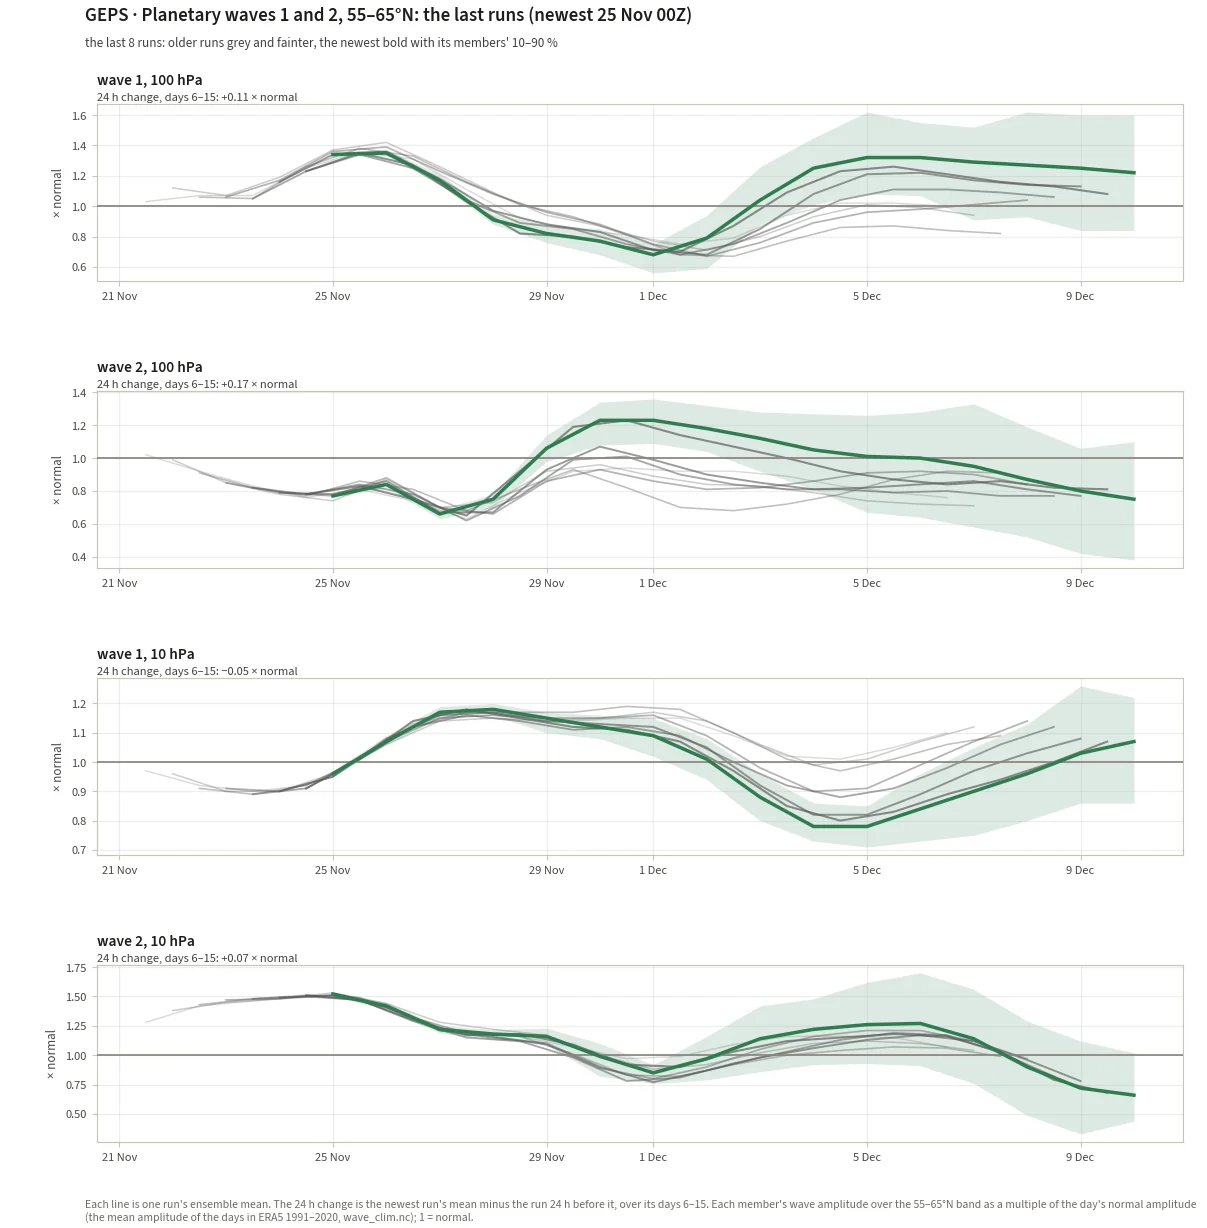 GEPS · Planetary waves 1 and 2, 55–65°N: the last runs (newest 25 Nov 00Z)
the last 8 runs: older runs grey and fainter, the newest bold with its members' 10–90 %
wave 1, 100 hPa
24 h change, days 6–15: +0.11 × normal
1.6
1.4
1.2
1.0
0.8
0.6
× normal
21 Nov 25 Nov 29 Nov 1 Dec 5 Dec 9 Dec
wave 2, 100 hPa
24 h change, days 6–15: +0.17 × normal
1.4
1.2
1.0
0.8
0.6
0.4
× normal
21 Nov 25 Nov 29 Nov 1 Dec 5 Dec 9 Dec
wave 1, 10 hPa
24 h change, days 6–15: −0.05 × normal
1.2
1.1
1.0
0.9
0.8
0.7
× normal
21 Nov 25 Nov 29 Nov 1 Dec 5 Dec 9 Dec
wave 2, 10 hPa
24 h change, days 6–15: +0.07 × normal
1.75
1.50
1.25
1.00
0.75
0.50
× normal
21 Nov 25 Nov 29 Nov 1 Dec 5 Dec 9 Dec
Each line is one run's ensemble mean. The 24 h change is the newest run's mean minus the run 24 h before it, over its days 6–15. Each member's wave amplitude over the 55–65°N band as a multiple of the day's normal amplitude
(the mean amplitude of the days in ERA5 1991–2020, wave_clim.nc); 1 = normal.